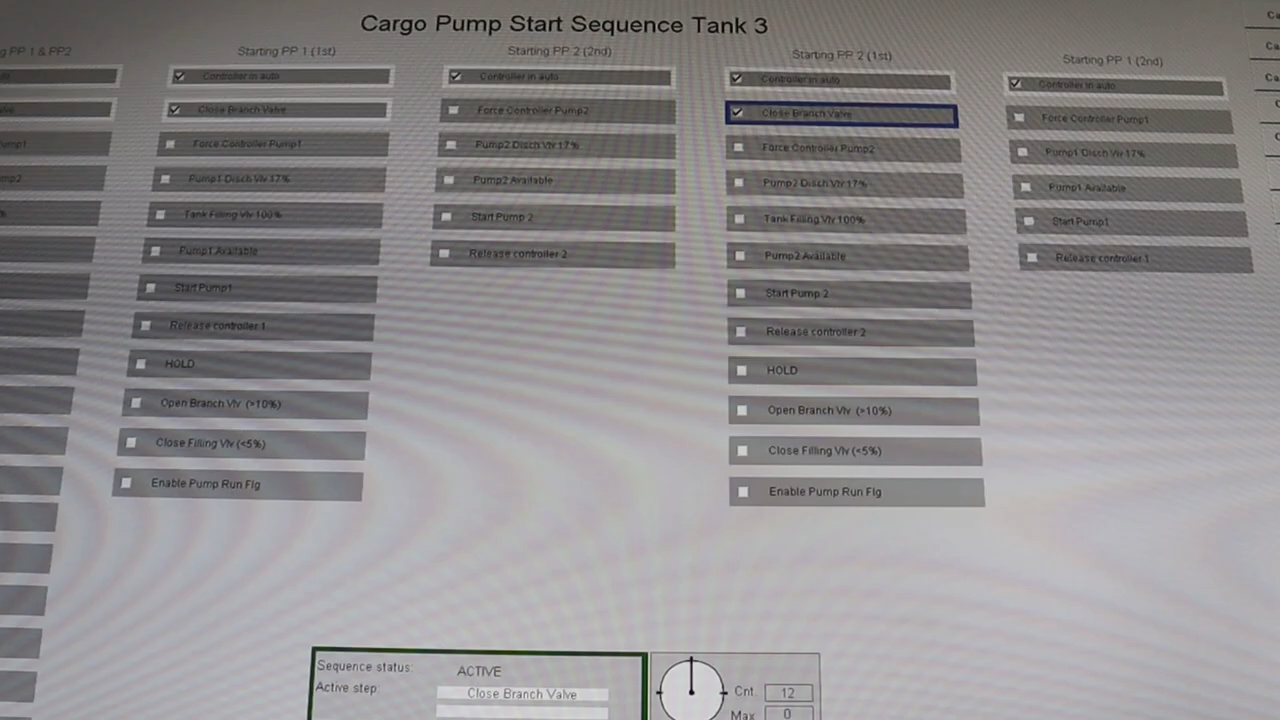 Cargo Pump Start Sequence Tank 3
PP 1 & PP2
Starting PP 1 (1st)
Controller in auto
Close Branch Valve
Force Controller Pump1
Pump1 Disch Vlv 17%
Tank Filling Vlv 100%
Pump1 Available
Start Pump1
Release controller 1
HOLD
Open Branch Vlv (>10%)
Close Filling Vlv (<5%)
Enable Pump Run Flg
Starting PP 2 (2nd)
Controller in auto
Force Controller Pump2
Pump2 Disch Vlv 17%
Pump2 Available
Start Pump 2
Release controller 2
Starting PP 2 (1st)
Controller in auto
Close Branch Valve
Force Controller Pump2
Pump2 Disch Vlv 17%
Tank Filling Vlv 100%
Pump2 Available
Start Pump 2
Release controller 2
HOLD
Open Branch Vlv (>10%)
Close Filling Vlv (<5%)
Enable Pump Run Flg
Starting PP 1 (2nd)
Controller in auto
Force Controller Pump1
Pump1 Disch Vlv 17%
Pump1 Available
Start Pump1
Release controller 1
Sequence status: ACTIVE
Active step: Close Branch Valve
Cnt 12
Max 0